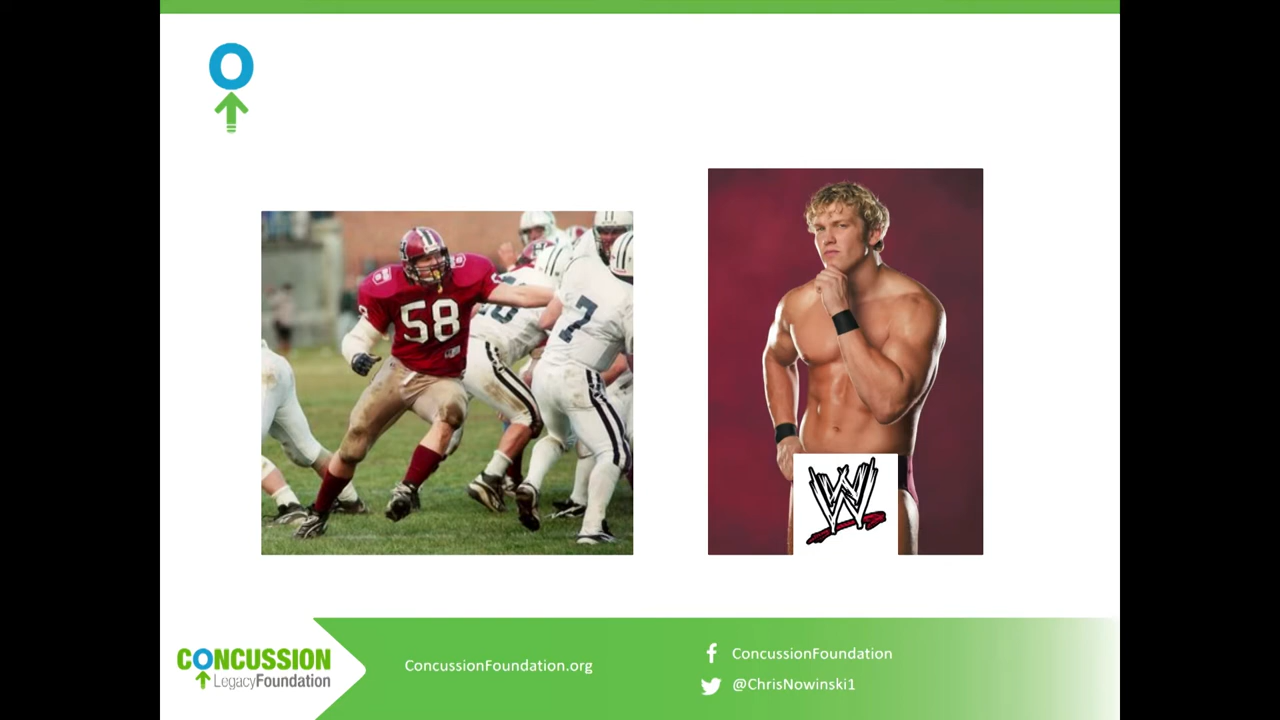 58
7
W
CONCUSSION
LegacyFoundation
ConcussionFoundation.org
ConcussionFoundation
@ChrisNowinski1